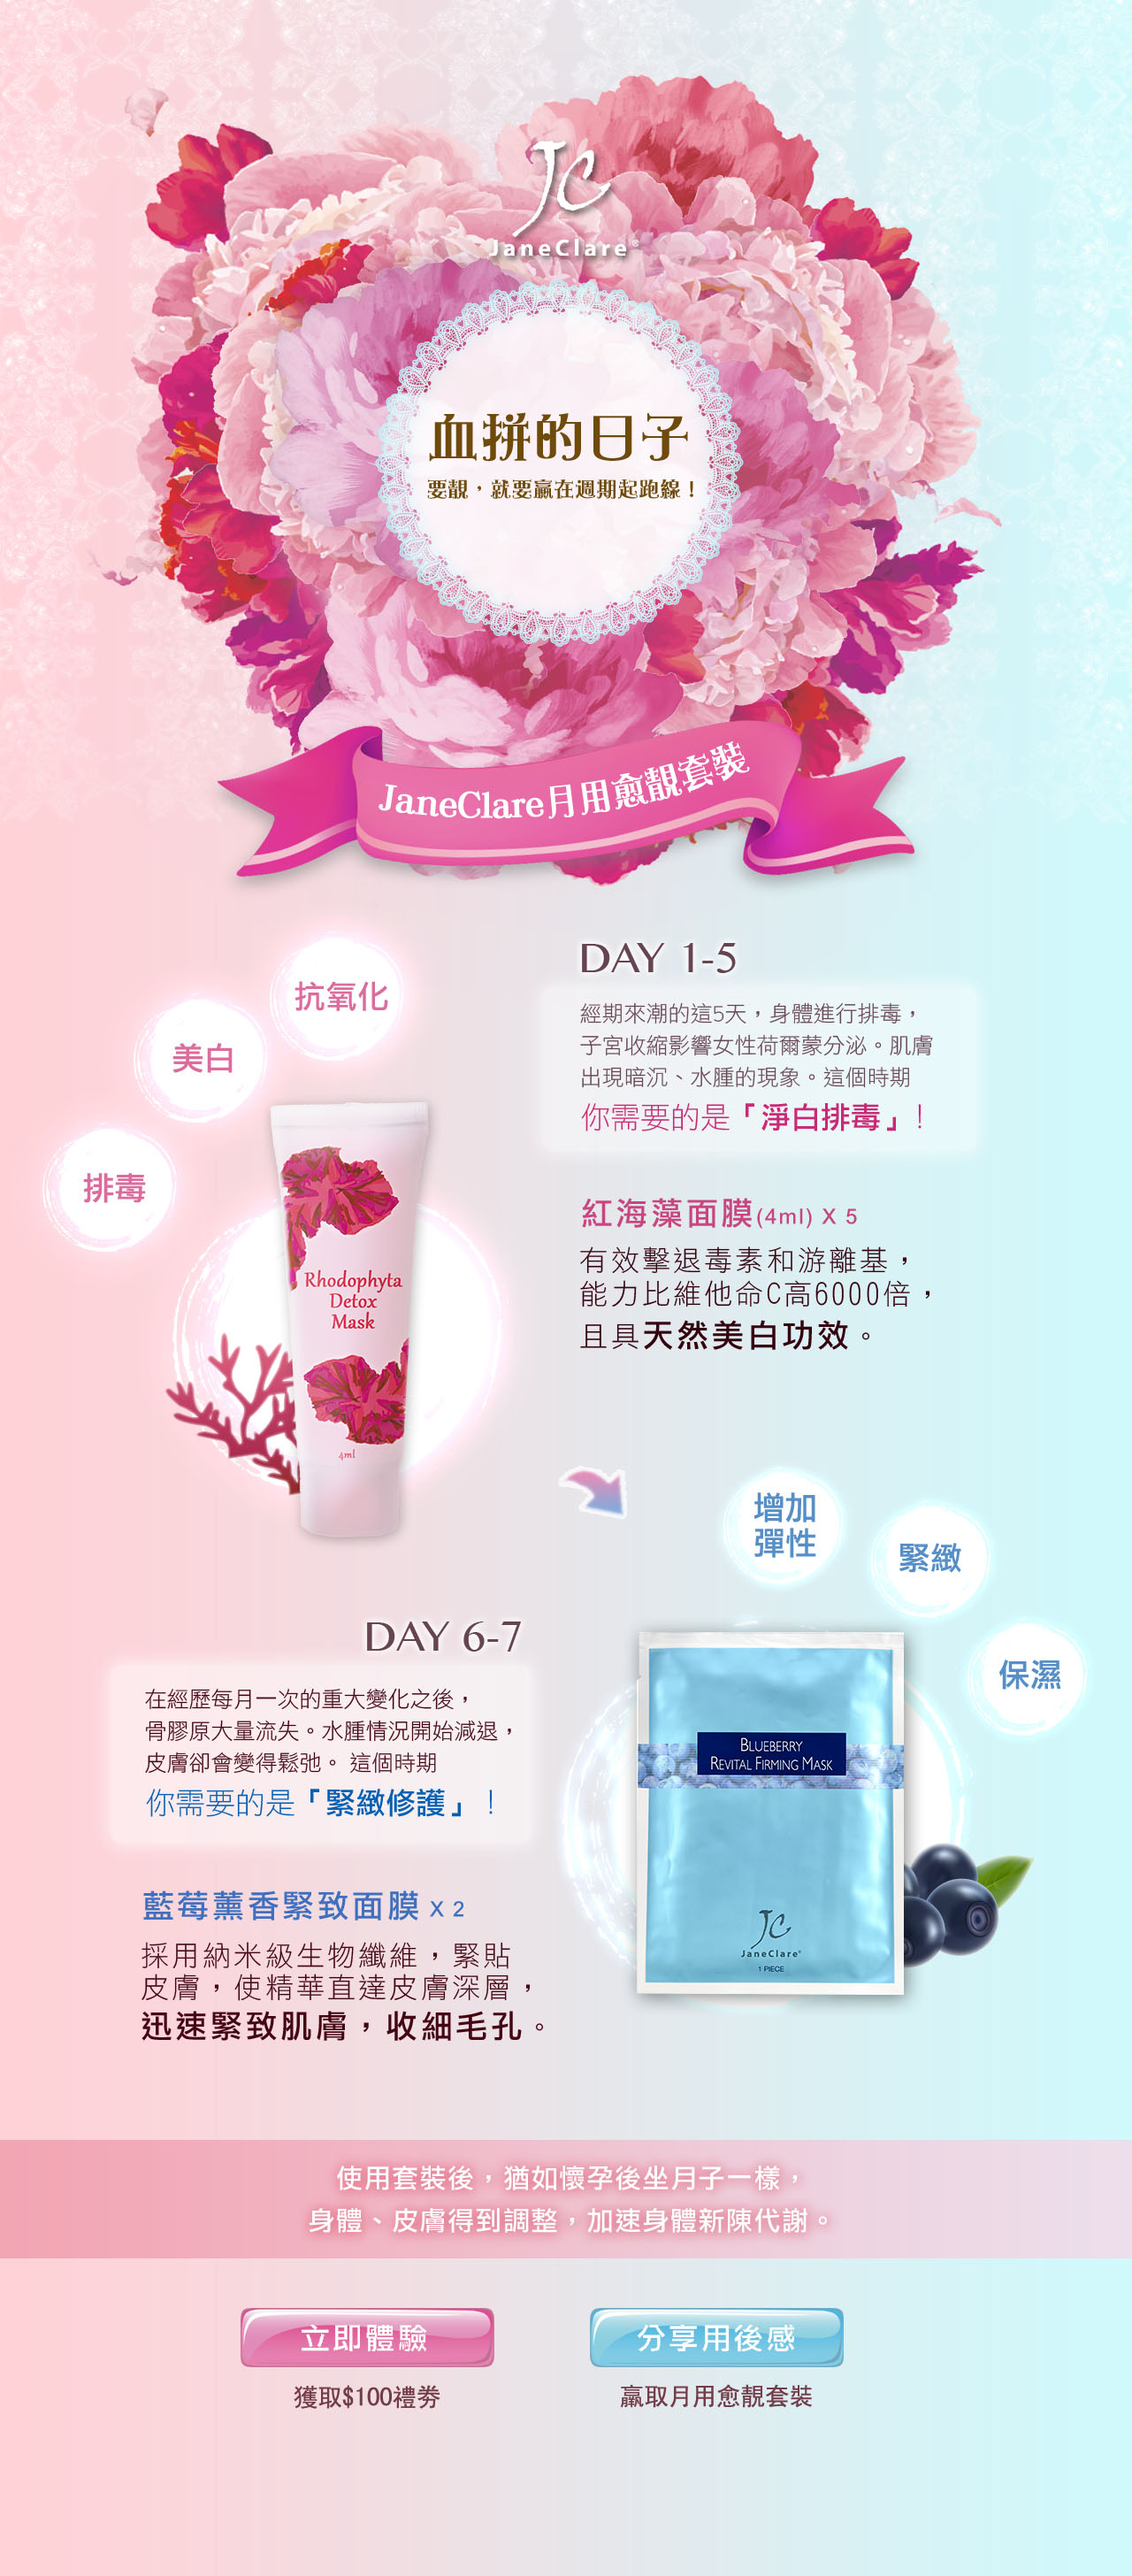 JC
JaneClare®
血拼的日子
要靚，就要贏在週期起跑線！
JaneClare月用愈靚套裝
抗氧化
美白
排毒
Rhodophyta
Detox
Mask
4ml
DAY 1-5
經期來潮的這5天，身體進行排毒，
子宮收縮影響女性荷爾蒙分泌。肌膚
出現暗沉、水腫的現象。這個時期
你需要的是「淨白排毒」!
紅海藻面膜(4ml) X 5
有效擊退毒素和游離基，
能力比維他命C高6000倍，
且具天然美白功效。
增加
彈性
緊緻
保濕
DAY 6-7
在經歷每月一次的重大變化之後，
骨膠原大量流失。水腫情況開始減退，
皮膚卻會變得鬆弛。 這個時期
你需要的是「緊緻修護」 !
藍莓薰香緊致面膜 X 2
採用納米級生物纖維，緊貼
皮膚，使精華直達皮膚深層，
迅速緊致肌膚，收細毛孔。
BLUEBERRY
REVITAL FIRMING MASK
JC
JaneClare®
1 PIECE
使用套裝後，猶如懷孕後坐月子一樣，
身體、皮膚得到調整，加速身體新陳代謝。
立即體驗
獲取$100禮券
分享用後感
贏取月用愈靚套裝